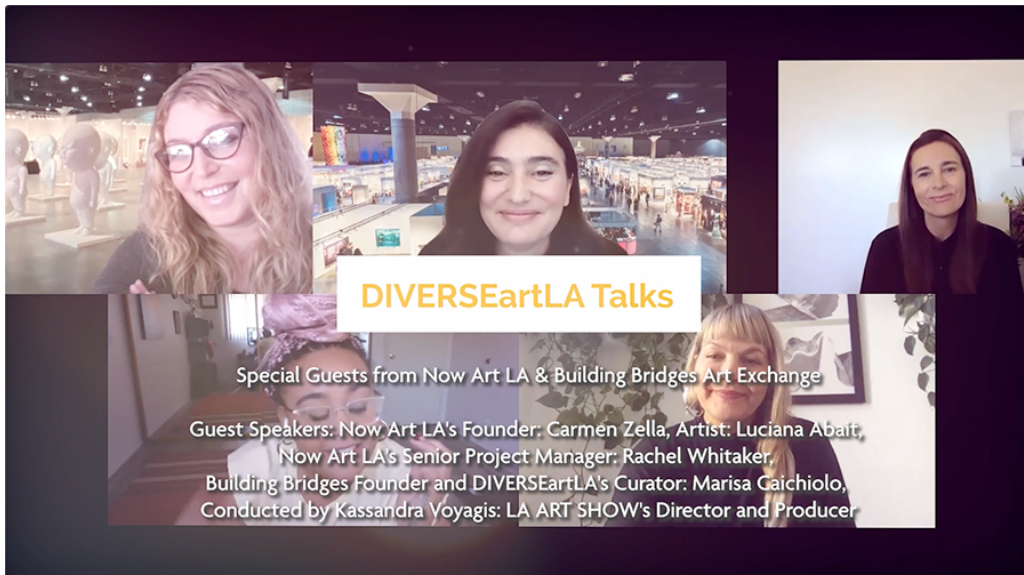 DIVERSEartLA Talks
Special Guests from Now Art LA & Building Bridges Art Exchange
Guest Speakers: Now Art LA's Founder: Carmen Zella, Artist: Luciana Abait,
Now Art LA's Senior Project Manager: Rachel Whitaker,
Building Bridges Founder and DIVERSEartLA's Curator: Marisa Caichiolo,
Conducted by Kassandra Voyagis: LA ART SHOW's Director and Producer